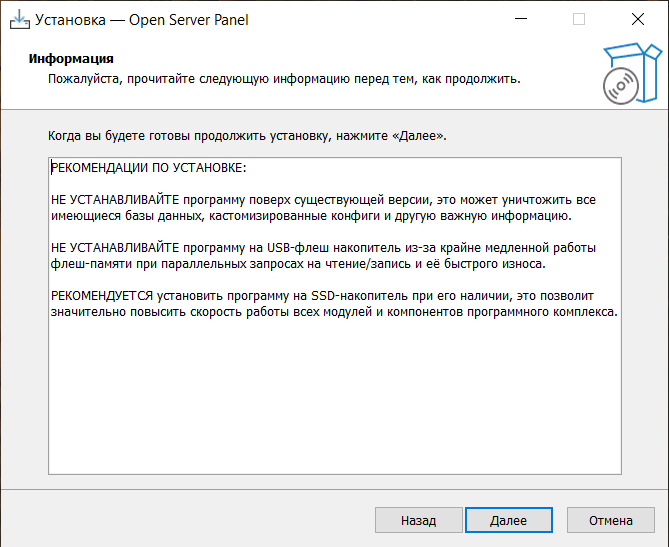 Установка — Open Server Panel
Информация
Пожалуйста, прочитайте следующую информацию перед тем, как продолжить.
Когда вы будете готовы продолжить установку, нажмите «Далее».
РЕКОМЕНДАЦИИ ПО УСТАНОВКЕ:
НЕ УСТАНАВЛИВАЙТЕ программу поверх существующей версии, это может уничтожить все
имеющиеся базы данных, кастомизированные конфиги и другую важную информацию.
НЕ УСТАНАВЛИВАЙТЕ программу на USB-флеш накопитель из-за крайне медленной работы
флеш-памяти при параллельных запросах на чтение/запись и её быстрого износа.
РЕКОМЕНДУЕТСЯ установить программу на SSD-накопитель при его наличии, это позволит
значительно повысить скорость работы всех модулей и компонентов программного комплекса.
Назад
Далее
Отмена